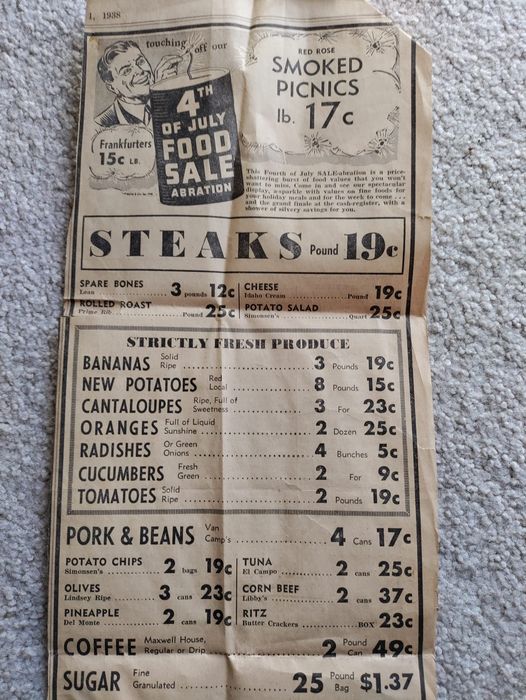 1, 1938
touching off our
4TH
OF JULY
FOOD
SALE
ABRATION
Frankfurters
15c LB.
RED ROSE
SMOKED
PICNICS
lb. 17c
This Fourth of July SALE-abration is a price-
shattering burst of food values that you won't
want to miss. Come in and see our spectacular
display, a-sparkle with values on fine foods for
your holiday meals and for the week to come . . .
and the grand finale at the cash-register, with a
shower of silvery savings for you.
STEAKS Pound 19c
SPARE BONES Lean 3 pounds 12c
ROLLED ROAST Prime Rib Pound 25c
CHEESE Idaho Cream Pound 19c
POTATO SALAD Simonsen's Quart 25c
STRICTLY FRESH PRODUCE
BANANAS Solid Ripe 3 Pounds 19c
NEW POTATOES Red Local 8 Pounds 15c
CANTALOUPES Ripe, Full of Sweetness 3 For 23c
ORANGES Full of Liquid Sunshine 2 Dozen 25c
RADISHES Or Green Onions 4 Bunches 5c
CUCUMBERS Fresh Green 2 For 9c
TOMATOES Solid Ripe 2 Pounds 19c
PORK & BEANS Van Camp's 4 Cans 17c
POTATO CHIPS Simonsen's 2 bags 19c
OLIVES Lindsey Ripe 3 cans 23c
PINEAPPLE Del Monte 2 cans 19c
TUNA El Campo 2 cans 25c
CORN BEEF Libby's 2 cans 37c
RITZ Butter Crackers BOX 23c
COFFEE Maxwell House, Regular or Drip 2 Pound Can 49c
SUGAR Fine Granulated 25 Pound Bag $1.37